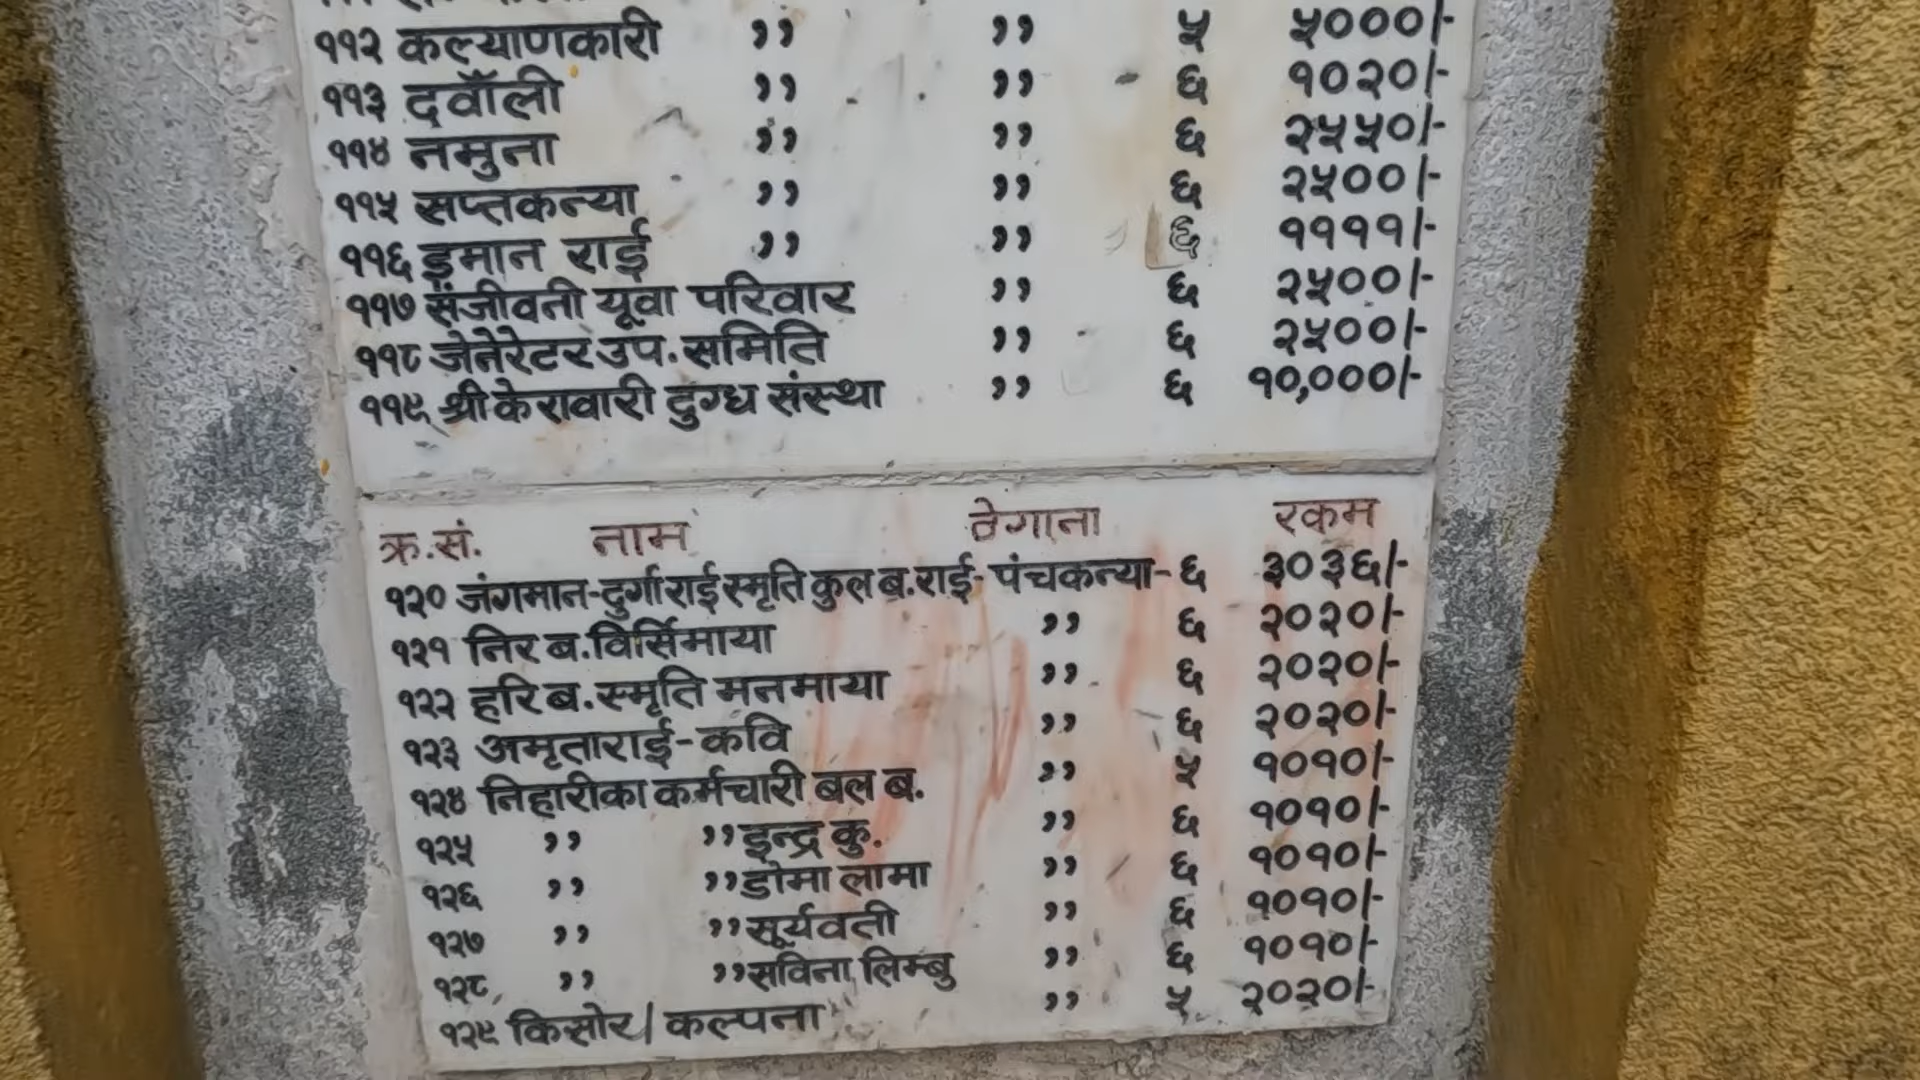 ११२ कल्याणकारी ,, ,, ५ ५०००/-
११३ दवाँली ,, ,, ६ १०२०/-
११४ नमुना ,, ,, ६ २५५०/-
११५ सप्तकन्या ,, ,, ६ २५००/-
११६ इमान राई ,, ,, ६ ११११/-
११७ संजीवनी यूवा परिवार ,, ६ २५००/-
११८ जेनेरेटर उप.समिति ,, ६ २५००/-
११९ श्री केरावारी दुग्ध संस्था ,, ६ १०,०००/-
क्र.सं. नाम ठेगाना रकम
१२० जंगमान-दुर्गा राई स्मृति कुल ब.राई- पंचकन्या-६ ३०३६/-
१२१ निर ब.विर्सिमाया ,, ६ २०२०/-
१२२ हरि ब.स्मृति मनमाया ,, ६ २०२०/-
१२३ अमृता राई-कवि ,, ६ २०२०/-
१२४ निहारीका कर्मचारी बल ब. ,, ५ १०१०/-
१२५ ,, ,, इन्द्र कु. ,, ६ १०१०/-
१२६ ,, ,, डोमा लामा ,, ६ १०१०/-
१२७ ,, ,, सूर्यवती ,, ६ १०१०/-
१२८ ,, ,, सविना लिम्बु ,, ६ १०१०/-
१२९ किसोर/कल्पना ,, ५ २०२०/-